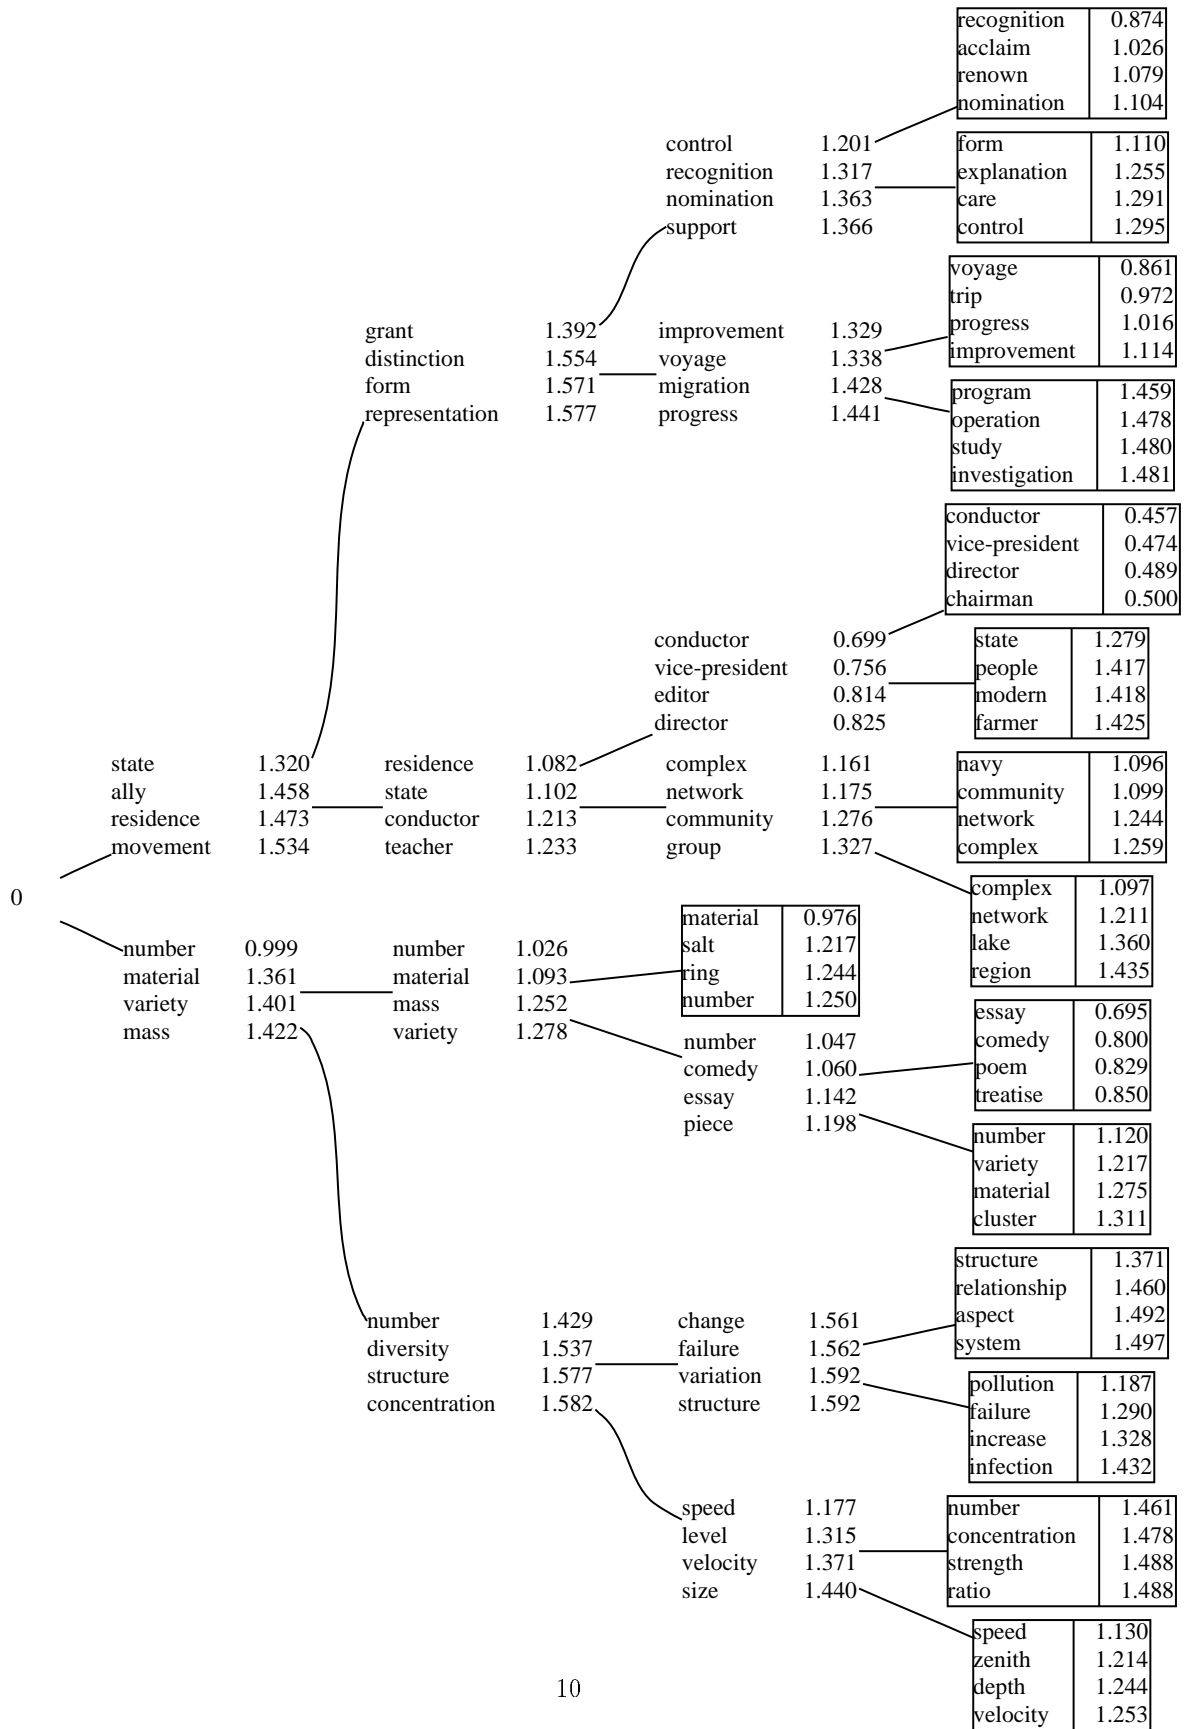 recognition 0.874
acclaim 1.026
renown 1.079
nomination 1.104
control 1.201
recognition 1.317
nomination 1.363
support 1.366
form 1.110
explanation 1.255
care 1.291
control 1.295
voyage 0.861
trip 0.972
progress 1.016
improvement 1.114
grant 1.392
distinction 1.554
form 1.571
representation 1.577
improvement 1.329
voyage 1.338
migration 1.428
progress 1.441
program 1.459
operation 1.478
study 1.480
investigation 1.481
conductor 0.457
vice-president 0.474
director 0.489
chairman 0.500
conductor 0.699
vice-president 0.756
editor 0.814
director 0.825
state 1.279
people 1.417
modern 1.418
farmer 1.425
state 1.320
ally 1.458
residence 1.473
movement 1.534
residence 1.082
state 1.102
conductor 1.213
teacher 1.233
complex 1.161
network 1.175
community 1.276
group 1.327
navy 1.096
community 1.099
network 1.244
complex 1.259
0
complex 1.097
network 1.211
lake 1.360
region 1.435
number 0.999
material 1.361
variety 1.401
mass 1.422
number 1.026
material 1.093
mass 1.252
variety 1.278
material 0.976
salt 1.217
ring 1.244
number 1.250
number 1.047
comedy 1.060
essay 1.142
piece 1.198
essay 0.695
comedy 0.800
poem 0.829
treatise 0.850
number 1.120
variety 1.217
material 1.275
cluster 1.311
number 1.429
diversity 1.537
structure 1.577
concentration 1.582
change 1.561
failure 1.562
variation 1.592
structure 1.592
structure 1.371
relationship 1.460
aspect 1.492
system 1.497
pollution 1.187
failure 1.290
increase 1.328
infection 1.432
speed 1.177
level 1.315
velocity 1.371
size 1.440
number 1.461
concentration 1.478
strength 1.488
ratio 1.488
speed 1.130
zenith 1.214
depth 1.244
velocity 1.253
10